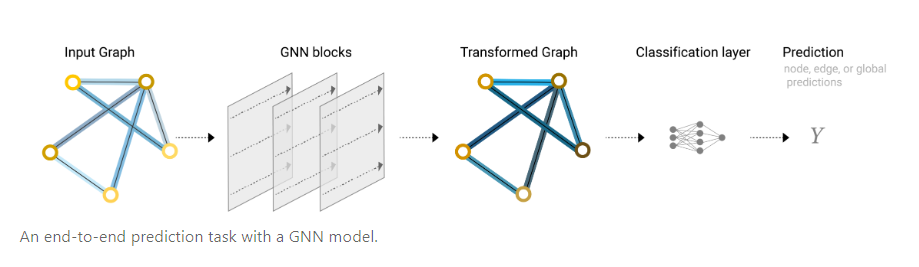 Input Graph
GNN blocks
Transformed Graph
Classification layer
Prediction
node, edge, or global
predictions
Y
An end-to-end prediction task with a GNN model.